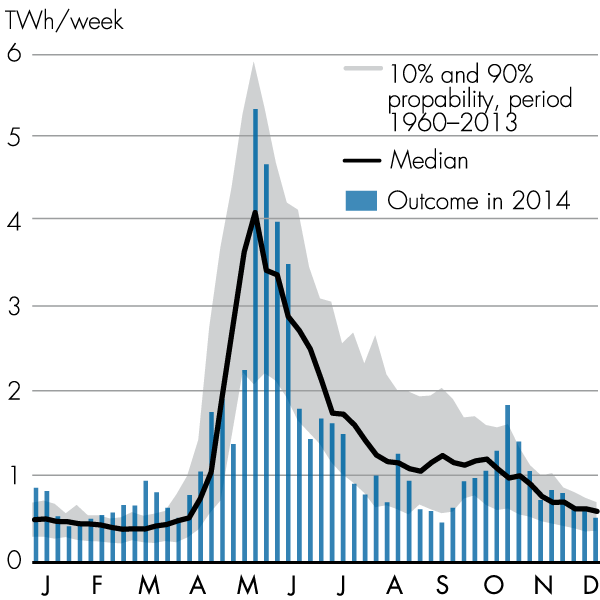 TWh/week
6
5
4
3
2
1
0
10% and 90%
propability, period
1960–2013
Median
Outcome in 2014
J F M A M J J A S O N D